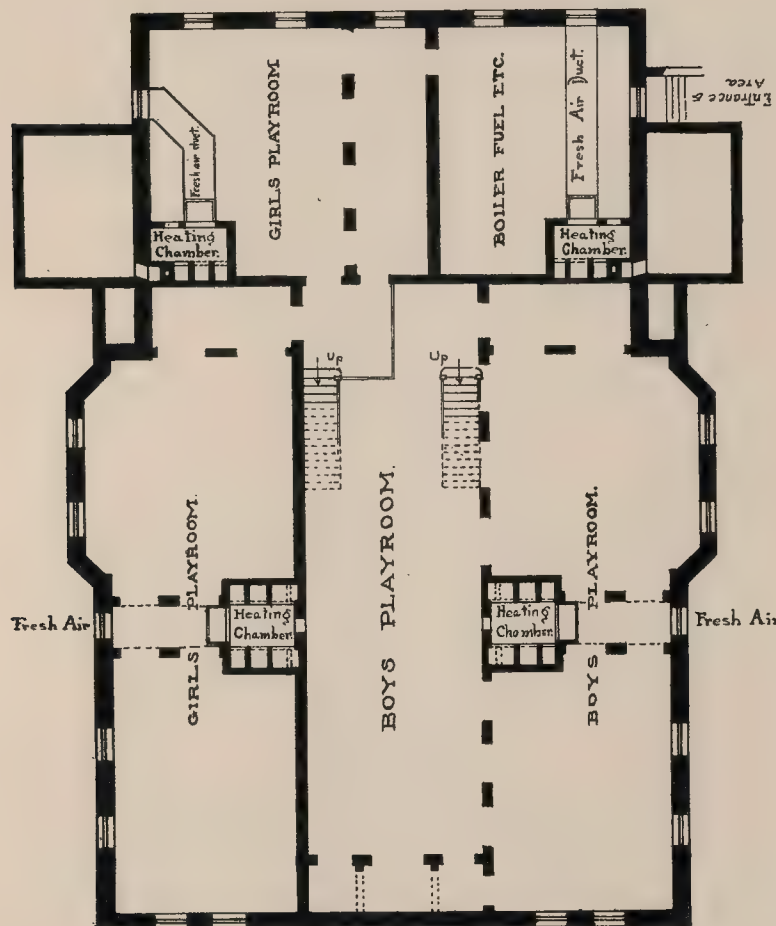 GIRLS PLAYROOM
BOILER FUEL ETC.
Fresh Air Duct.
Entrance &
Area
Fresh air duct.
Heating
Chamber.
Heating
Chamber.
Up
Up
GIRLS PLAYROOM.
BOYS PLAYROOM.
BOYS PLAYROOM.
Fresh Air
Heating
Chamber.
Heating
Chamber.
Fresh Air